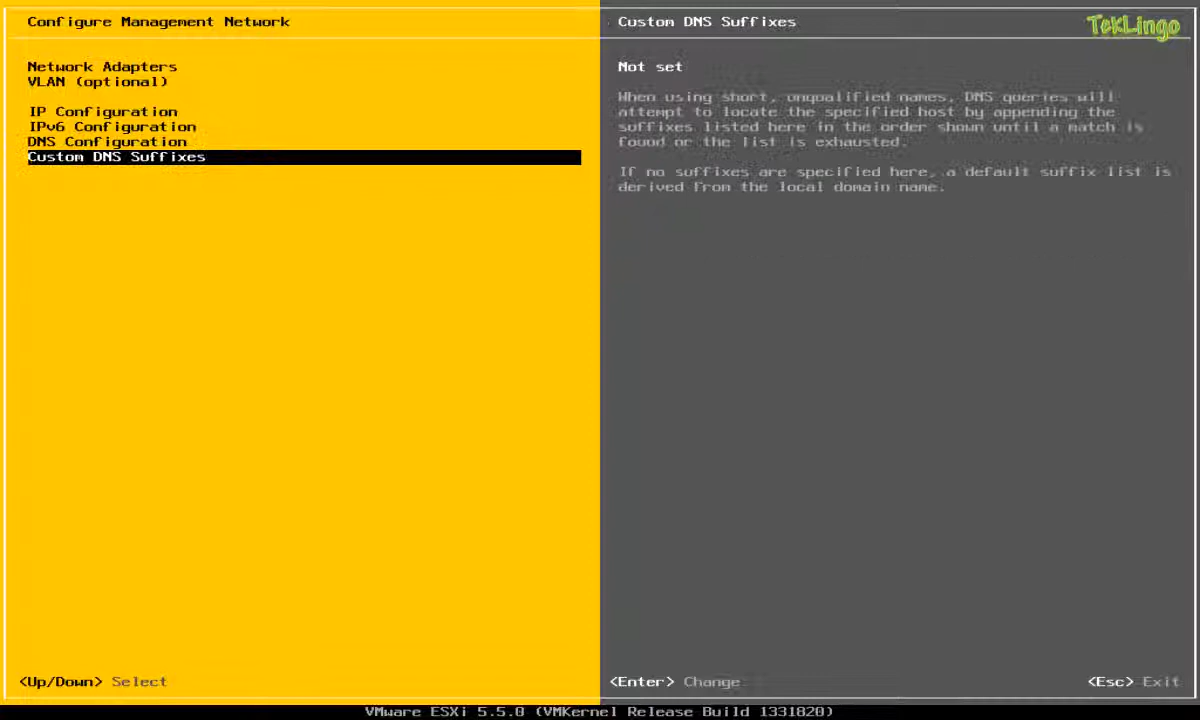 Configure Management Network
Network Adapters
VLAN (optional)
IP Configuration
IPv6 Configuration
DNS Configuration
Custom DNS Suffixes
<Up/Down> Select
Custom DNS Suffixes
TekLingo
Not set
When using short, unqualified names, DNS queries will
attempt to locate the specified host by appending the
suffixes listed here in the order shown until a match is
found or the list is exhausted.
If no suffixes are specified here, a default suffix list is
derived from the local domain name.
<Enter> Change
<Esc> Exit
VMware ESXi 5.5.0 (VMKernel Release Build 1331820)